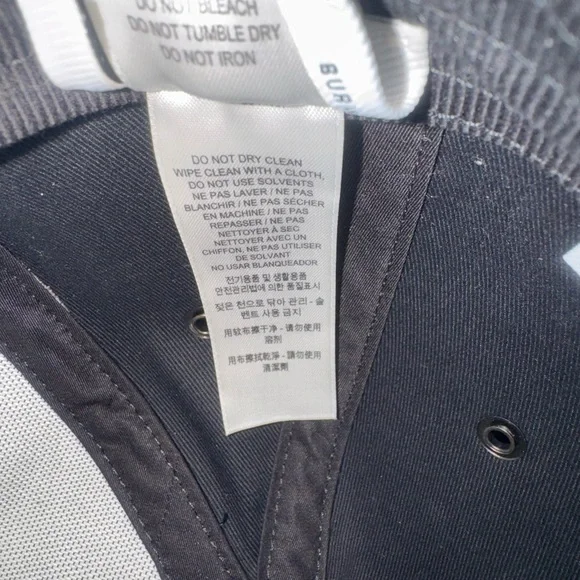 DO NOT BLEACH
DO NOT TUMBLE DRY
DO NOT IRON
BUR
DO NOT DRY CLEAN
WIPE CLEAN WITH A CLOTH,
DO NOT USE SOLVENTS
NE PAS LAVER / NE PAS
BLANCHIR / NE PAS SÉCHER
EN MACHINE / NE PAS
REPASSER / NE PAS
NETTOYER À SEC
NETTOYER AVEC UN
CHIFFON, NE PAS UTILISER
DE SOLVANT
NO USAR BLANQUEADOR
전기용품 및 생활용품
안전관리법에 의한 품질표시
젖은 천으로 닦아 관리 - 솔
벤트 사용 금지
用软布擦干净 - 请勿使用
溶剂
用布擦拭乾淨 - 請勿使用
清潔劑